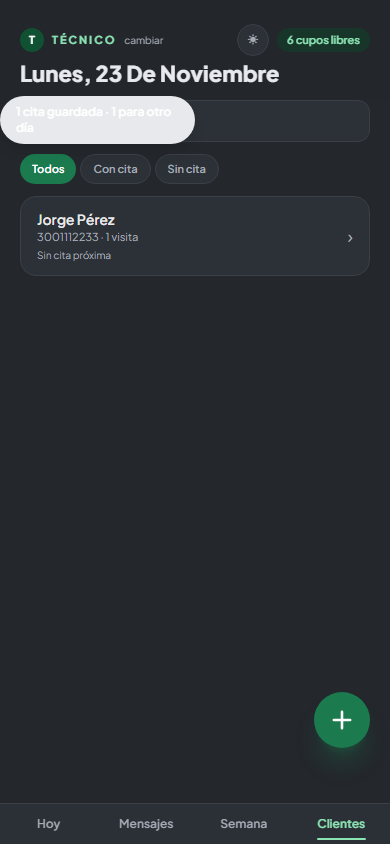 T TÉCNICO cambiar 6 cupos libres
Lunes, 23 De Noviembre
1 cita guardada · 1 para otro
día
Todos Con cita Sin cita
Jorge Pérez
3001112233 · 1 visita
Sin cita próxima
Hoy Mensajes Semana Clientes